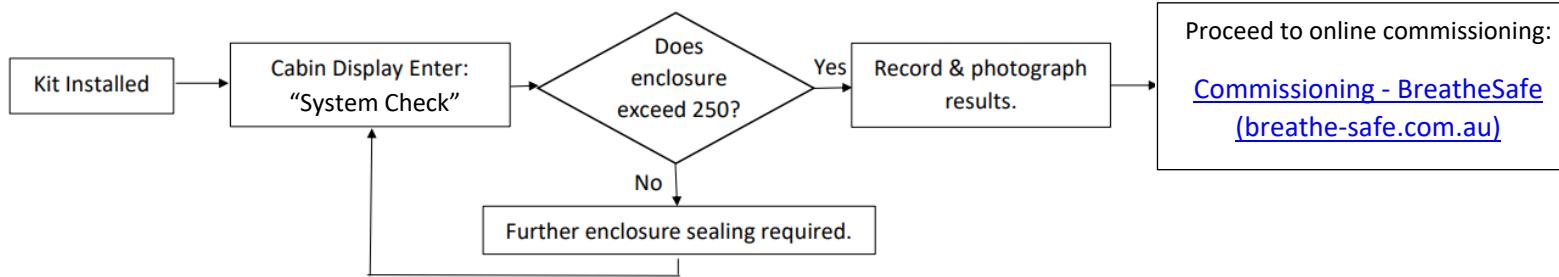 Kit Installed
Cabin Display Enter:
“System Check”
Does
enclosure
exceed 250?
Yes
Record & photograph
results.
Proceed to online commissioning:
Commissioning - BreatheSafe
(breathe-safe.com.au)
No
Further enclosure sealing required.